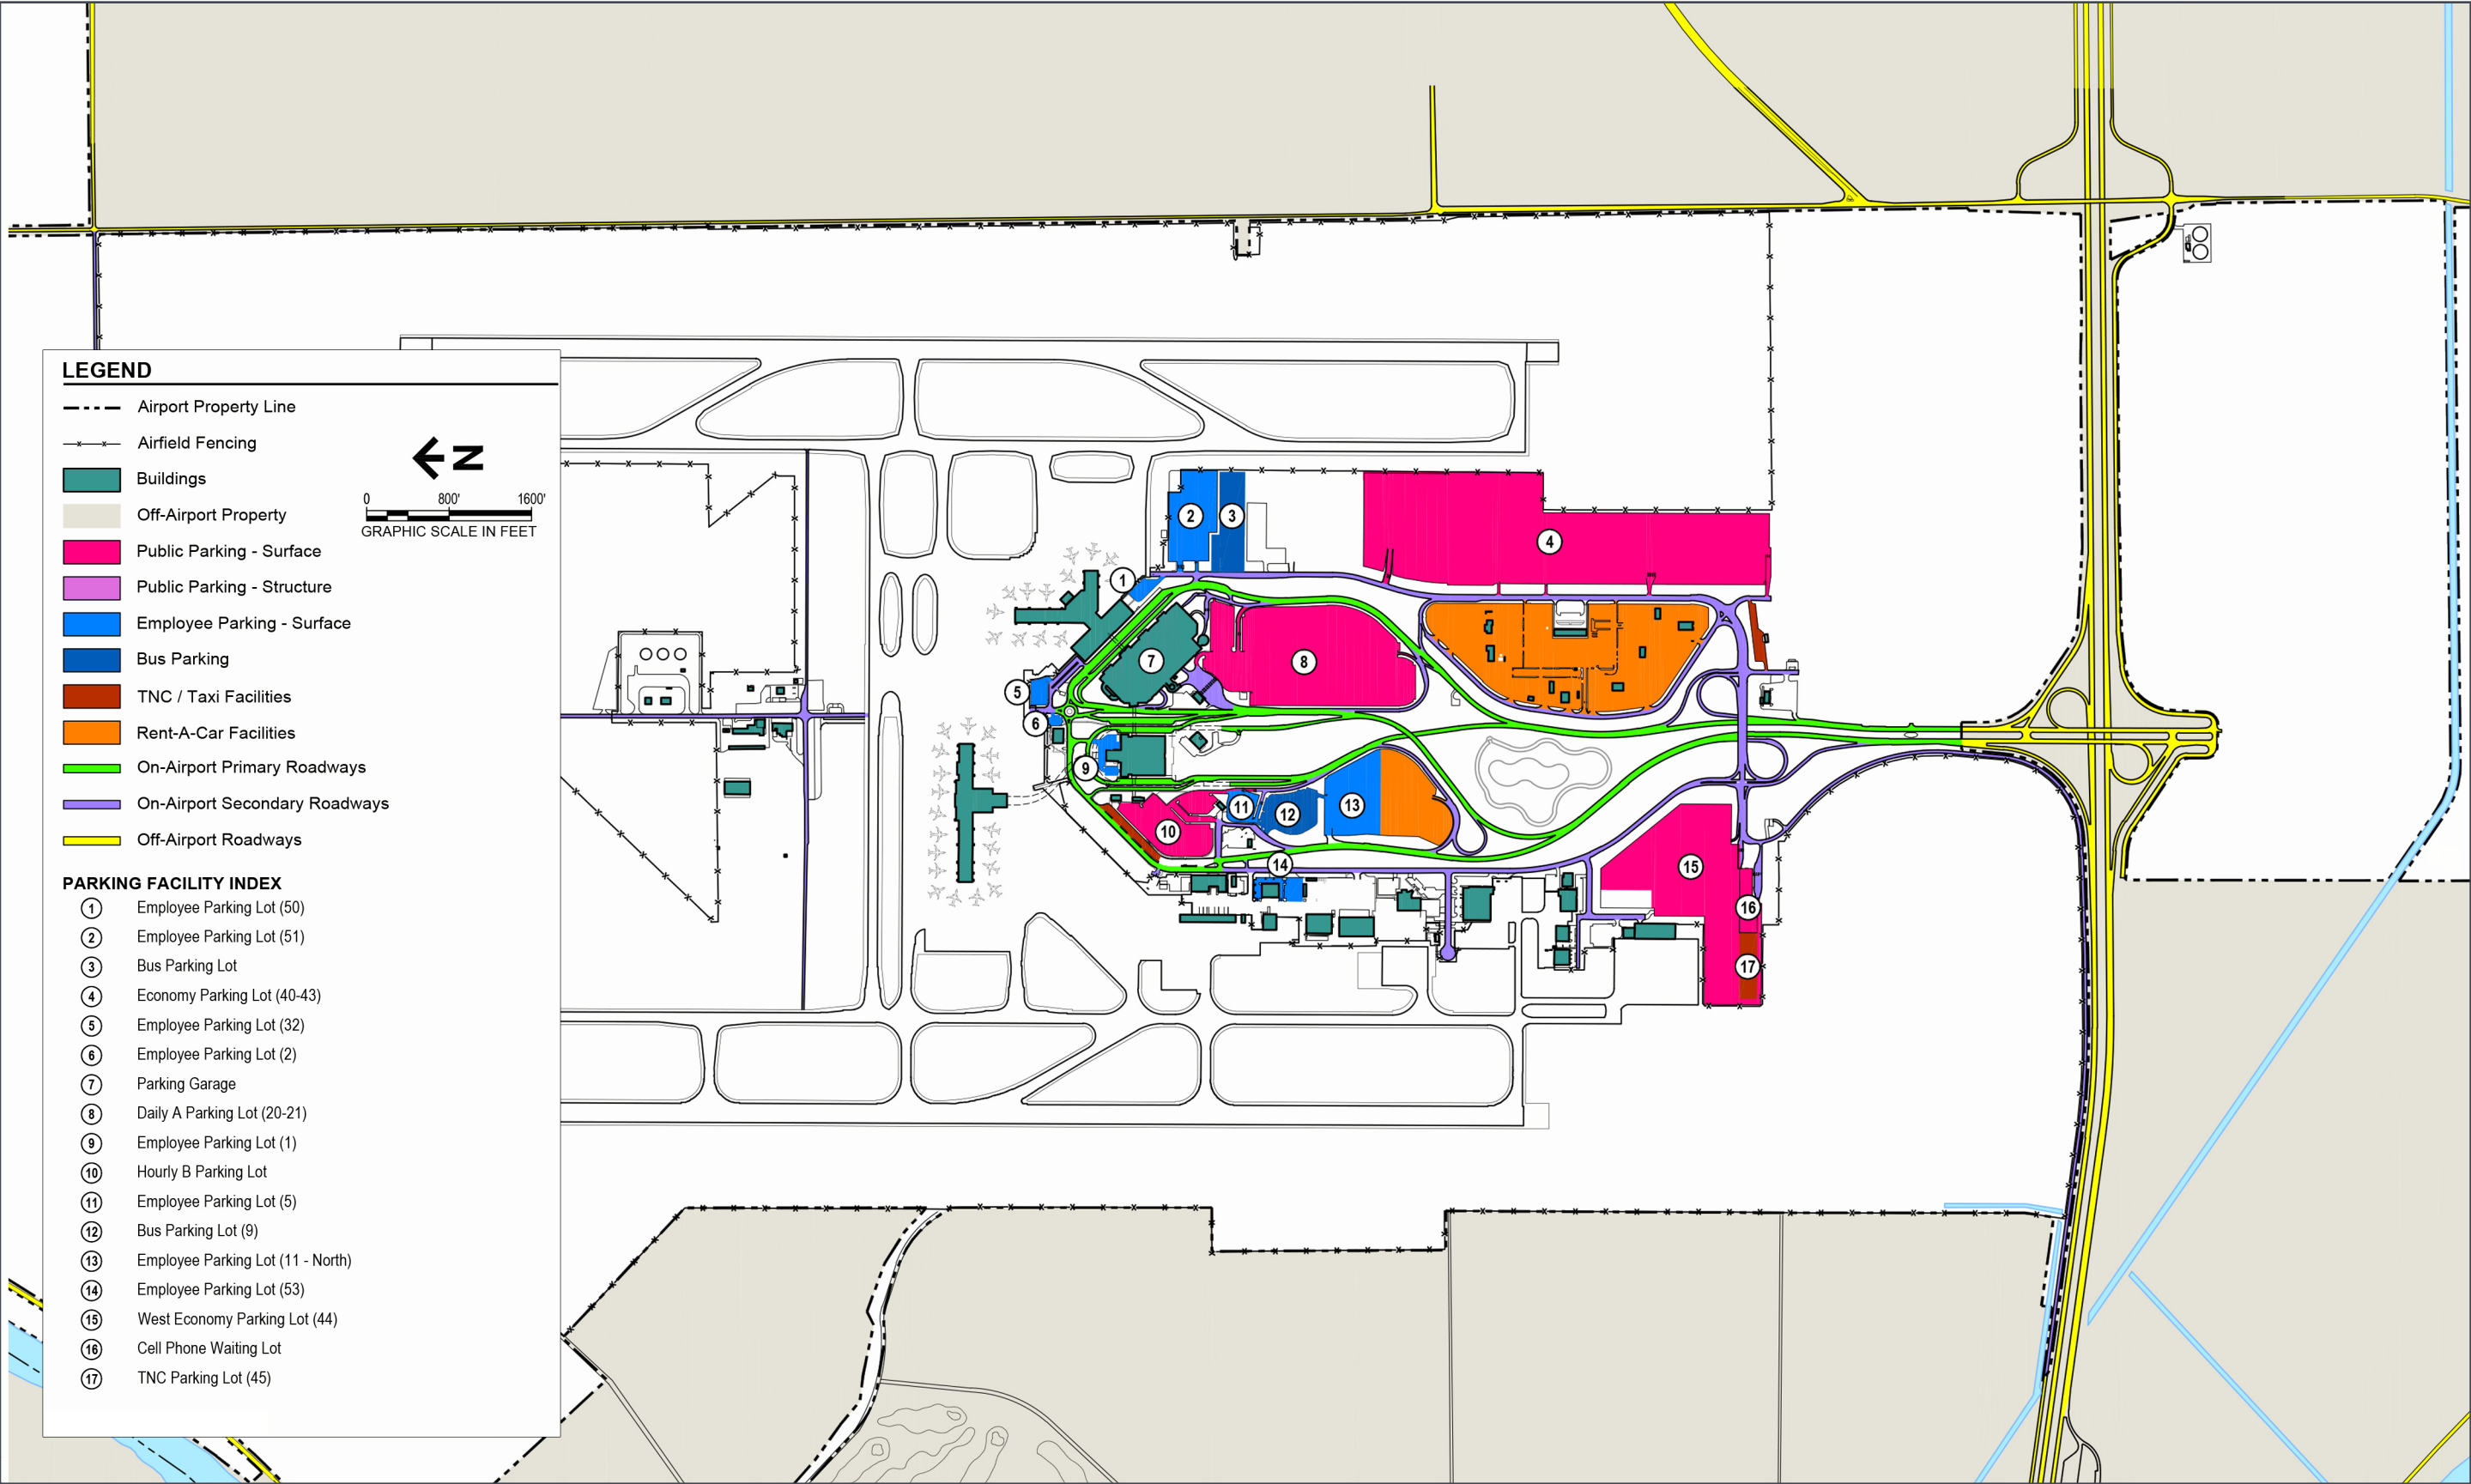 LEGEND
Airport Property Line
Airfield Fencing
N
Buildings
0 800' 1600'
Off-Airport Property
GRAPHIC SCALE IN FEET
Public Parking - Surface
Public Parking - Structure
Employee Parking - Surface
Bus Parking
TNC / Taxi Facilities
Rent-A-Car Facilities
On-Airport Primary Roadways
On-Airport Secondary Roadways
Off-Airport Roadways
PARKING FACILITY INDEX
1 Employee Parking Lot (50)
2 Employee Parking Lot (51)
3 Bus Parking Lot
4 Economy Parking Lot (40-43)
5 Employee Parking Lot (32)
6 Employee Parking Lot (2)
7 Parking Garage
8 Daily A Parking Lot (20-21)
9 Employee Parking Lot (1)
10 Hourly B Parking Lot
11 Employee Parking Lot (5)
12 Bus Parking Lot (9)
13 Employee Parking Lot (11 - North)
14 Employee Parking Lot (53)
15 West Economy Parking Lot (44)
16 Cell Phone Waiting Lot
17 TNC Parking Lot (45)
2
3
4
1
7
8
5
6
9
11
13
12
10
14
15
16
17